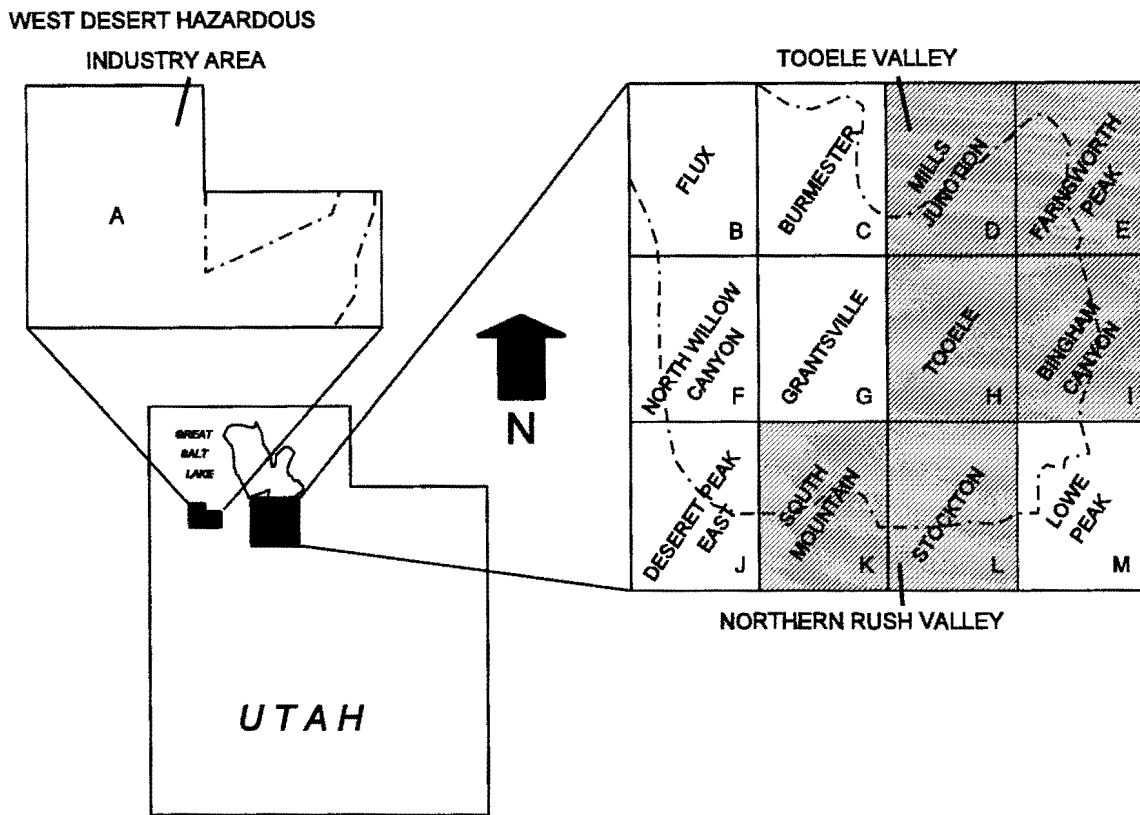 WEST DESERT HAZARDOUS
INDUSTRY AREA
A
GREAT
SALT
LAKE
UTAH
N
TOOELE VALLEY
FLUX
B
BURMESTER
C
MILLS
JUNCTION
D
FARNSWORTH
PEAK
E
NORTH WILLOW
CANYON
F
GRANTSVILLE
G
TOOELE
H
BINGHAM
CANYON
I
DESERET PEAK
EAST
J
SOUTH
MOUNTAIN
K
STOCKTON
L
LOWE
PEAK
M
NORTHERN RUSH VALLEY